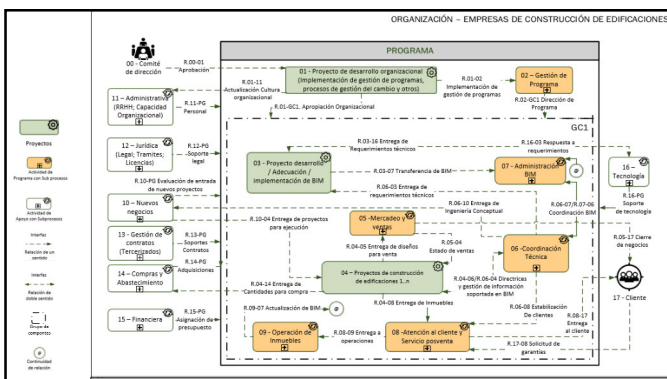 ORGANIZACIÓN – EMPRESAS DE CONSTRUCCIÓN DE EDIFICACIONES
PROGRAMA
00 - Comité
de dirección
R.00-01
Aprobación
01 - Proyecto de desarrollo organizacional
(Implementación de gestión de programas,
procesos de gestión del cambio y otros)
R.01-02
Implementación de
gestión de programas
02 – Gestión de
Programa
R.01-11
Actualización Cultura
organizacional
11 – Administrativa
(RRHH; Capacidad
Organizacional)
R.11-PG
Personal
R.01-GC1. Apropiación Organizacional
R.02-GC1 Dirección de
Programa
GC1
Proyectos
Actividad de
Programa con Sub procesos
Actividad de
Apoyo con Subprocesos
Interfas
Relación de un
sentido
Interfas
Relación de
doble sentido
Grupo de
compontes
Continuidad
de relación
12 – Jurídica
(Legal; Tramites;
Licencias)
R.12-PG
Soporte
legal
R.03-16 Entrega de
Requerimientos técnicos
R.16-03 Respuesta a
requerimientos
03 - Proyecto desarrollo
/ Adecuación /
implementación de BIM
R.03-07 Transferencia de BIM
07 - Administración
BIM
16 –
Tecnología
R.10-PG Evaluación de entrada
de nuevos proyectos
R.06-03 Entrega de
requerimientos técnicos
10 – Nuevos
negocios
R.06-10 Entrega de
Ingeniería Conceptual
R.06-07/R.07-06
Coordinación BIM
R.16-PG
Soporte
de tecnología
R.10-04 Entrega de proyectos
para ejecución
05 -Mercadeo y
ventas
13 - Gestión de
contratos
(Tercerizados)
R.13-PG
Soportes
Contratos
R.04-05 Entrega de diseños
para venta
R.05-04
Estado de ventas
06 -Coordinación
Técnica
R.05-17 Cierre
de negocios
R.14-PG
Adquisiciones
14 – Compras y
Abastecimiento
04 – Proyectos de construcción
de edificaciones 1..n
R.04-06/R.06-04 Directrices
y gestión de información
soportada en BIM
17 - Cliente
R.04-14 Entrega de
Cantidades para compra
R.04-08 Entrega de Inmuebles
R.09-07 Actualización de BIM
R.06-08 Estabilización
De clientes
R.08-17
Entrega
al cliente
15 – Financiera
R.15-PG
Asignación de
presupuesto
09 – Operación de
Inmuebles
R.08-09 Entrega a
operaciones
08 -Atención al cliente y
Servicio posventa
R.17-08 Solicitud de
garantías